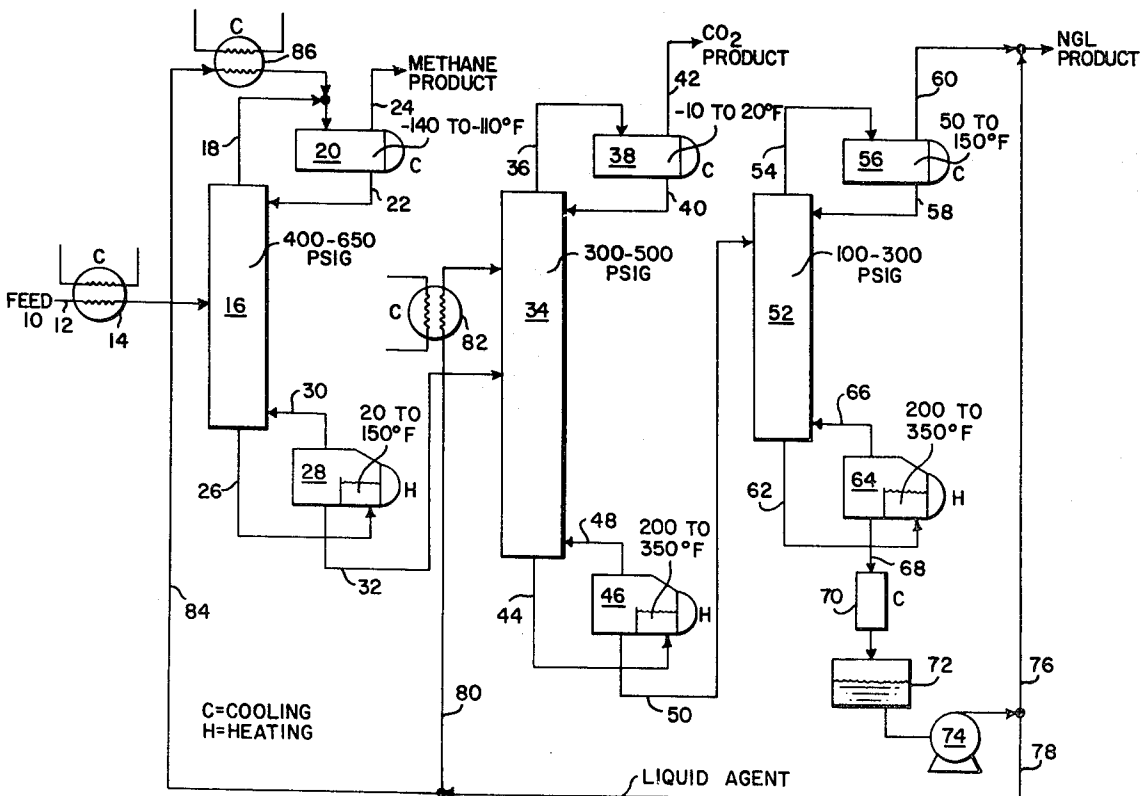 C
86
METHANE
PRODUCT
24
18
-140 TO-110°F
20
C
22
CO2
PRODUCT
42
-10 TO 20°F
36
38
C
40
NGL
PRODUCT
60
50 TO
150°F
54
56
C
58
400-650
PSIG
16
300-500
PSIG
34
100-300
PSIG
52
C
FEED
10
12
14
C
82
30
20 TO
150°F
28
H
26
32
66
200 TO
350°F
64
H
62
68
48
200 TO
350°F
46
H
44
50
70
C
72
74
76
78
84
80
C=COOLING
H=HEATING
LIQUID AGENT